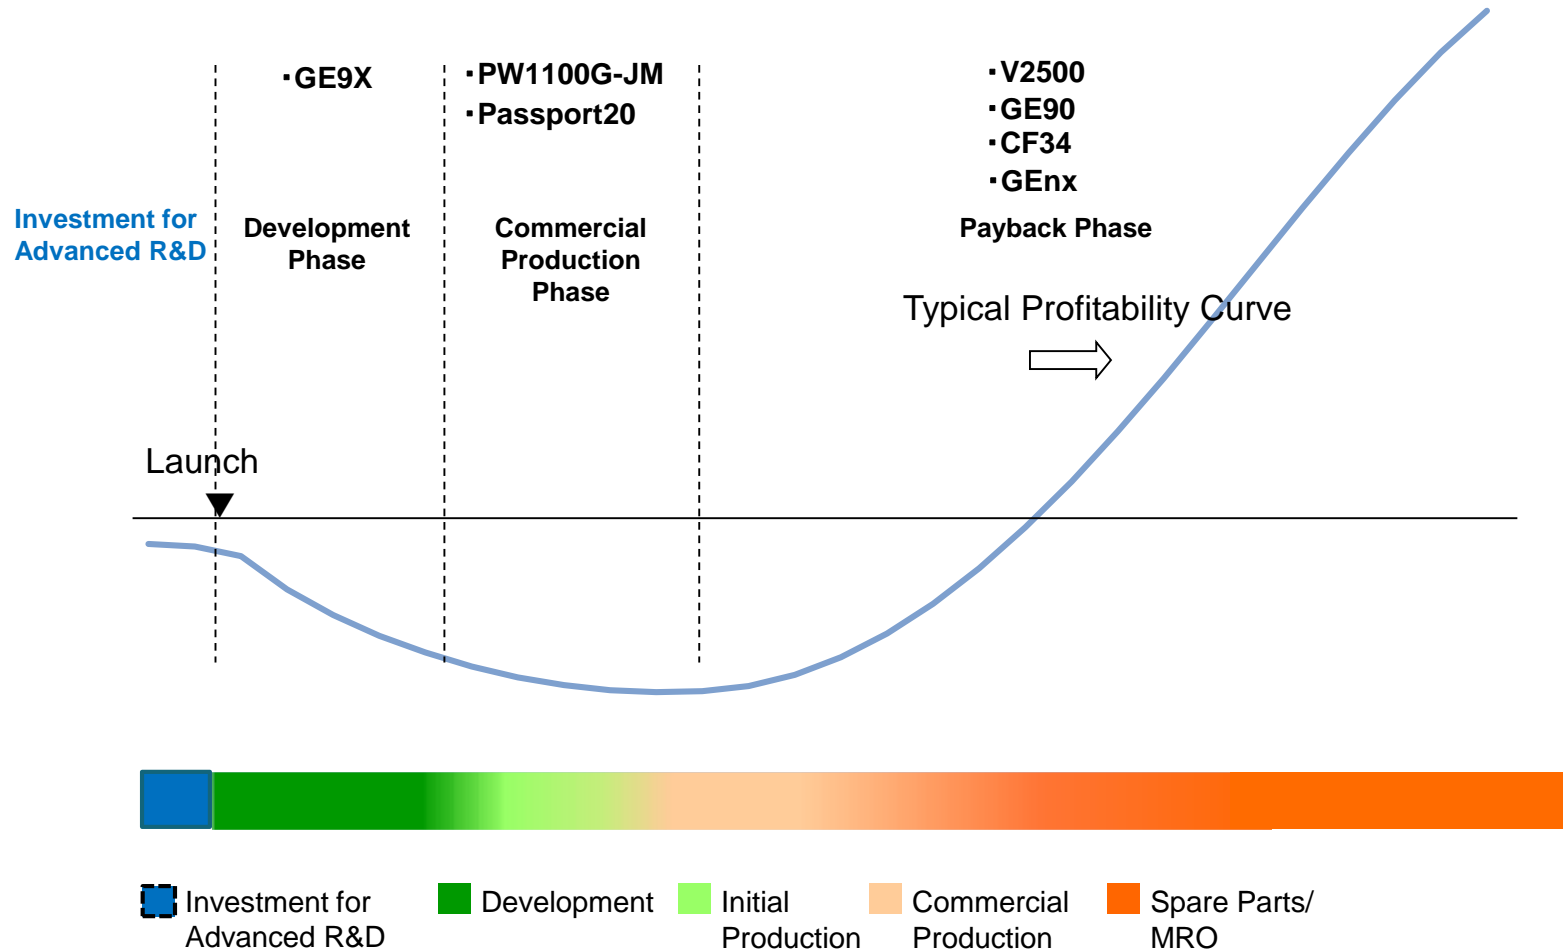 ・GE9X
・PW1100G-JM
・Passport20
・V2500
・GE90
・CF34
・GEnx
Investment for
Advanced R&D
Development
Phase
Commercial
Production
Phase
Payback Phase
Typical Profitability Curve
Launch
Investment for
Advanced R&D
Development
Initial
Production
Commercial
Production
Spare Parts/
MRO